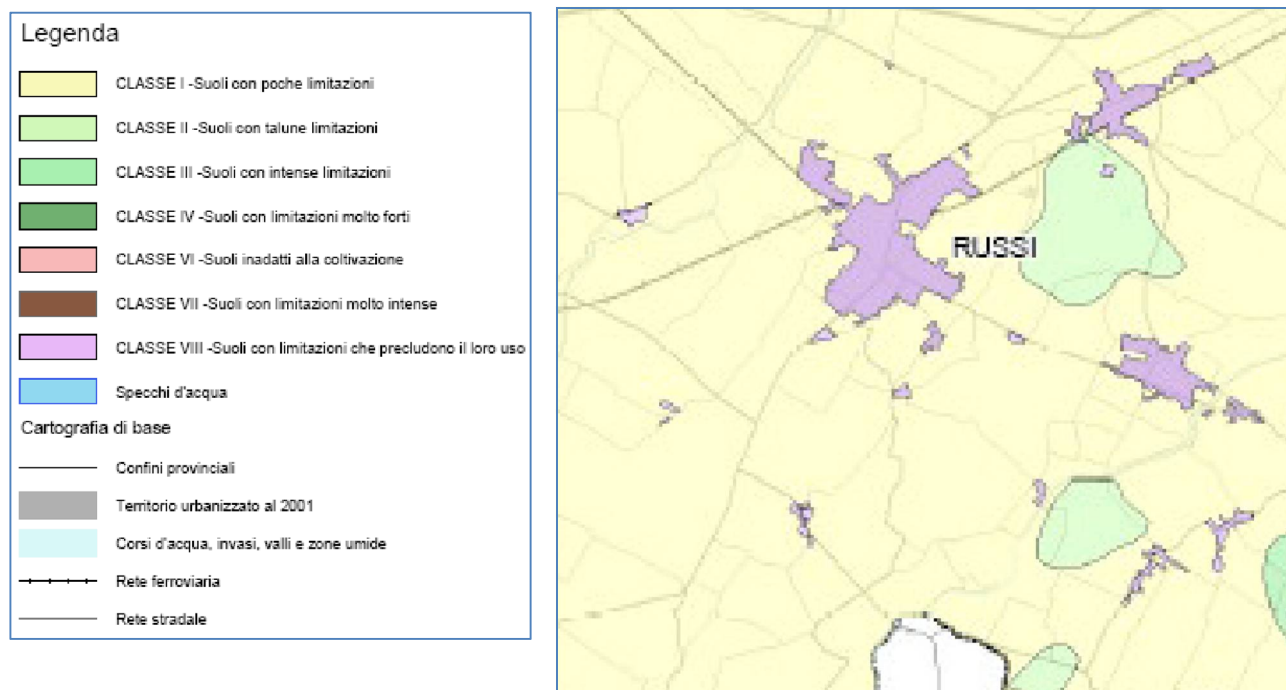 Legenda
CLASSE I -Suoli con poche limitazioni
CLASSE II -Suoli con talune limitazioni
CLASSE III -Suoli con intense limitazioni
CLASSE IV -Suoli con limitazioni molto forti
CLASSE VI -Suoli inadatti alla coltivazione
CLASSE VII -Suoli con limitazioni molto intense
CLASSE VIII -Suoli con limitazioni che precludono il loro uso
Specchi d'acqua
Cartografia di base
Confini provinciali
Territorio urbanizzato al 2001
Corsi d'acqua, invasi, valli e zone umide
Rete ferroviaria
Rete stradale
RUSSI